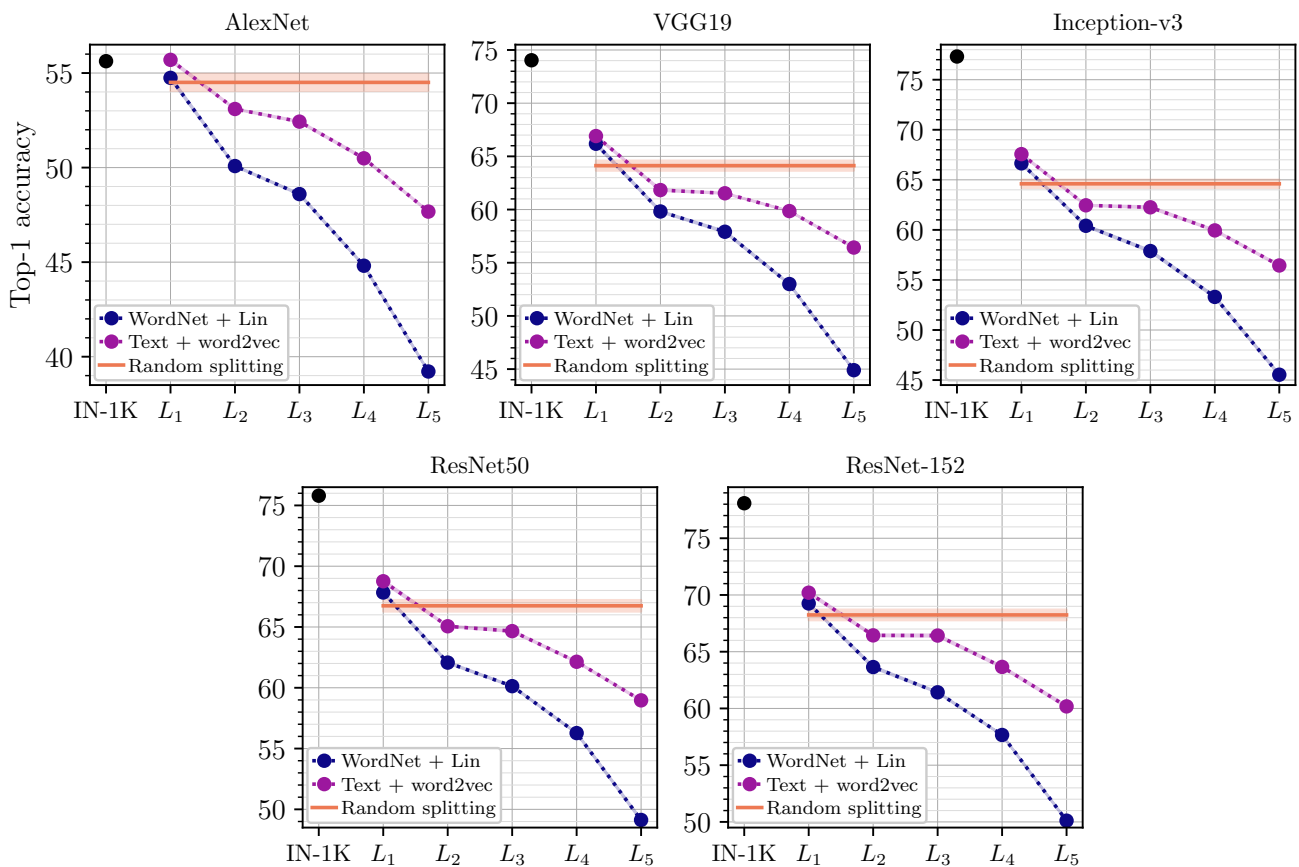 AlexNet
VGG19
Inception-v3
Top-1 accuracy
55
50
45
40
WordNet + Lin
Text + word2vec
Random splitting
IN-1K L1 L2 L3 L4 L5
75
70
65
60
55
50
45
WordNet + Lin
Text + word2vec
Random splitting
IN-1K L1 L2 L3 L4 L5
75
70
65
60
55
50
45
WordNet + Lin
Text + word2vec
Random splitting
IN-1K L1 L2 L3 L4 L5
ResNet50
ResNet-152
75
70
65
60
55
50
WordNet + Lin
Text + word2vec
Random splitting
IN-1K L1 L2 L3 L4 L5
75
70
65
60
55
50
WordNet + Lin
Text + word2vec
Random splitting
IN-1K L1 L2 L3 L4 L5